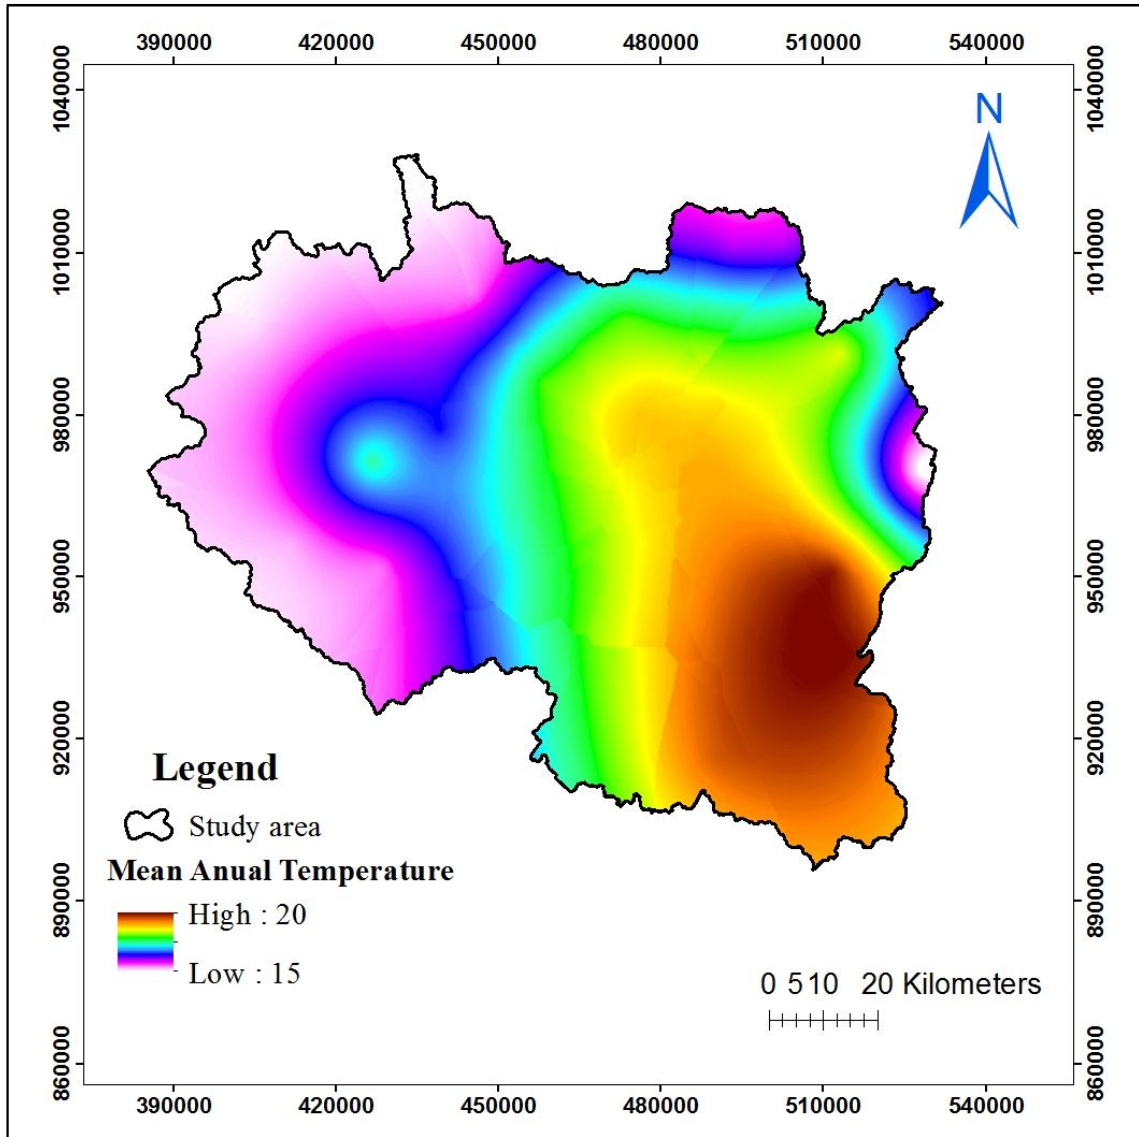 390000 420000 450000 480000 510000 540000
1040000 1040000
N
1010000 1010000
980000 980000
950000 950000
920000 920000
Legend
Study area
Mean Anual Temperature
890000 890000
High : 20
Low : 15
0 5 10 20 Kilometers
860000 860000
390000 420000 450000 480000 510000 540000